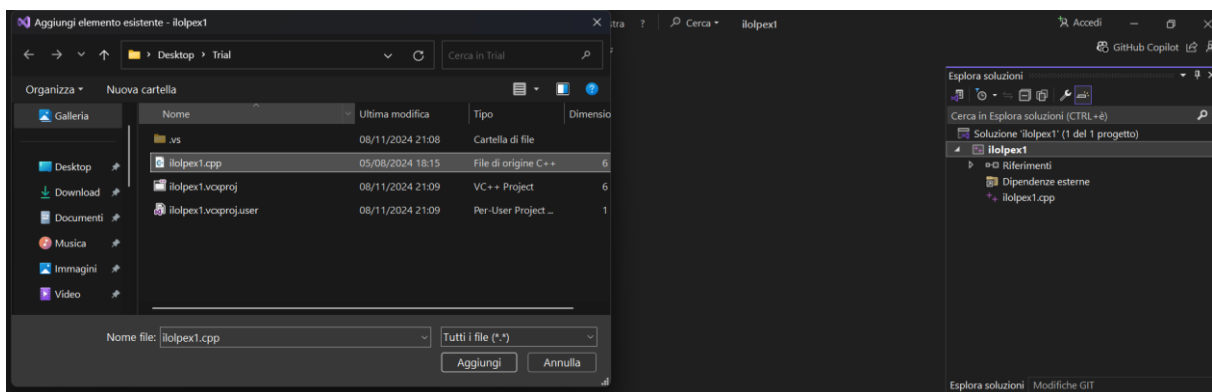 Aggiungi elemento esistente - ilolpex1
Desktop > Trial
Cerca in Trial
Organizza
Nuova cartella
Nome Ultima modifica Tipo Dimensio
.vs 08/11/2024 21:08 Cartella di file
ilolpex1.cpp 05/08/2024 18:15 File di origine C++ 6
ilolpex1.vcxproj 08/11/2024 21:09 VC++ Project 6
ilolpex1.vcxproj.user 08/11/2024 21:09 Per-User Project ... 1
Galleria
Desktop
Download
Documenti
Musica
Immagini
Video
Nome file: ilolpex1.cpp
Tutti i file (*.*)
Aggiungi Annulla
tra ? Cerca ilolpex1
Accedi
GitHub Copilot
Esplora soluzioni
Cerca in Esplora soluzioni (CTRL+è)
Soluzione 'ilolpex1' (1 del 1 progetto)
ilolpex1
Riferimenti
Dipendenze esterne
ilolpex1.cpp
Esplora soluzioni Modifiche GIT